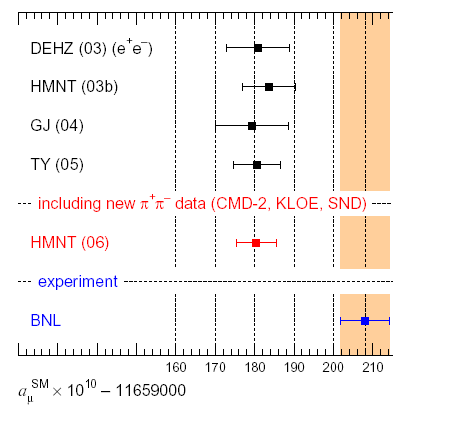 DEHZ (03) (e⁺e⁻)
HMNT (03b)
GJ (04)
TY (05)
including new π⁺π⁻ data (CMD-2, KLOE, SND)
HMNT (06)
experiment
BNL
160 170 180 190 200 210
aμ^SM × 10¹⁰ – 11659000